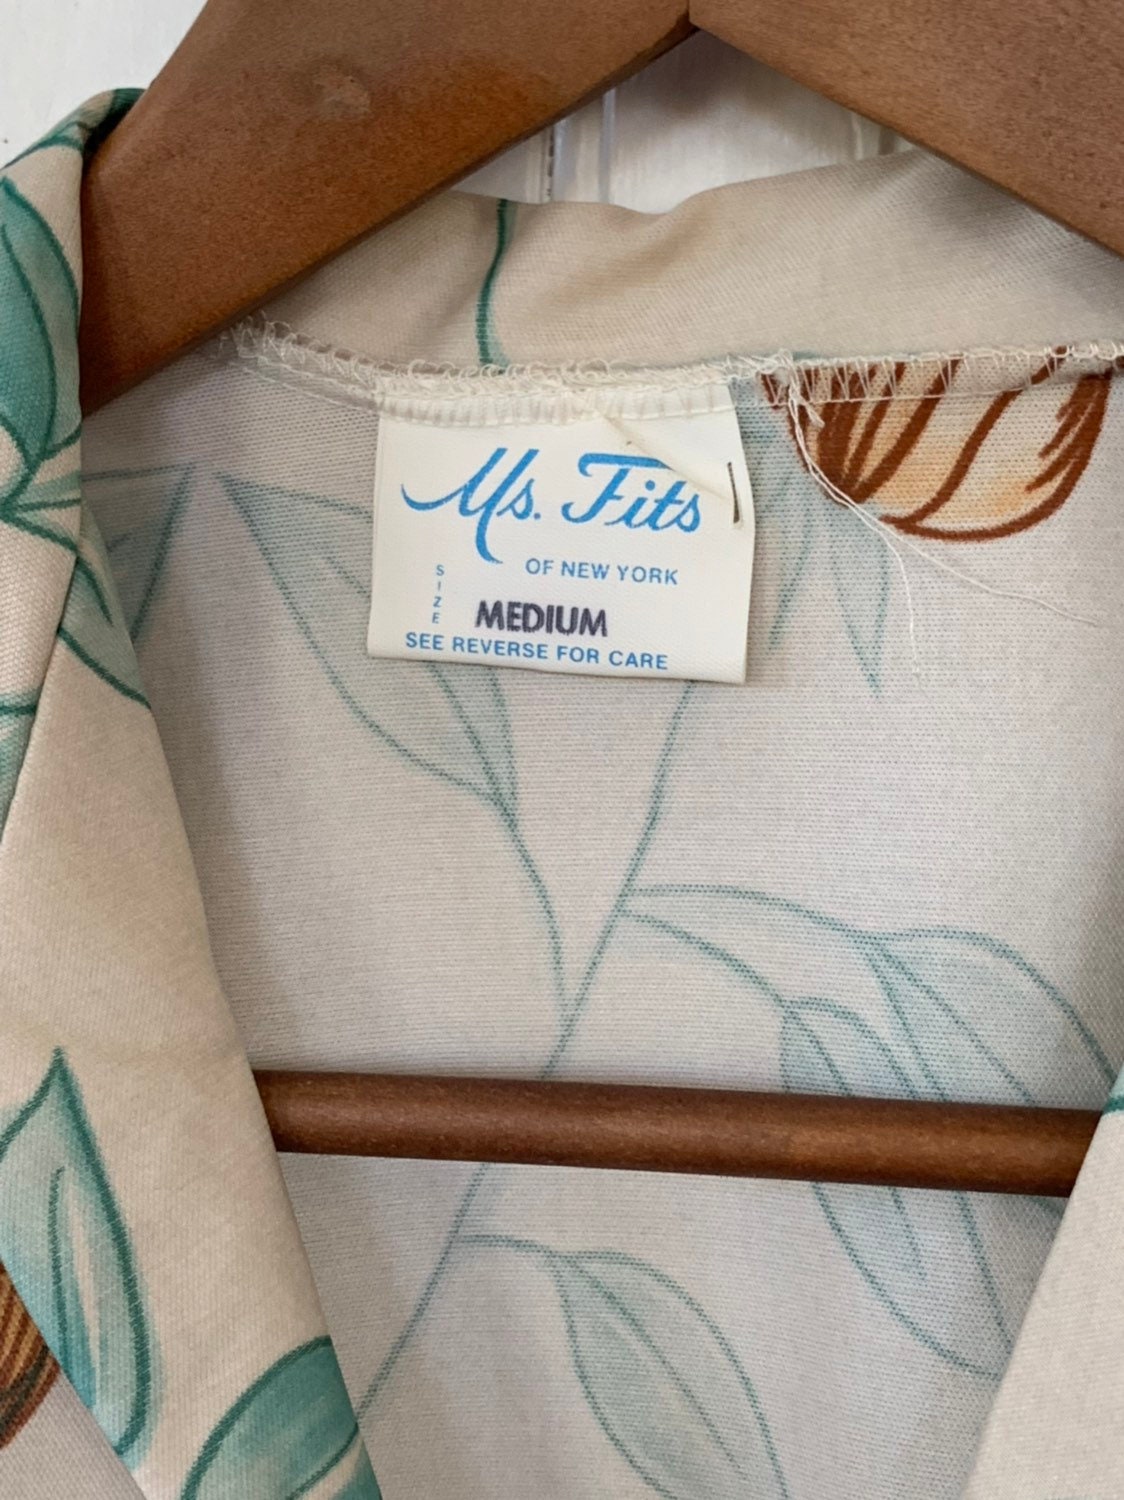 Ms. Fits
OF NEW YORK
SIZE MEDIUM
SEE REVERSE FOR CARE